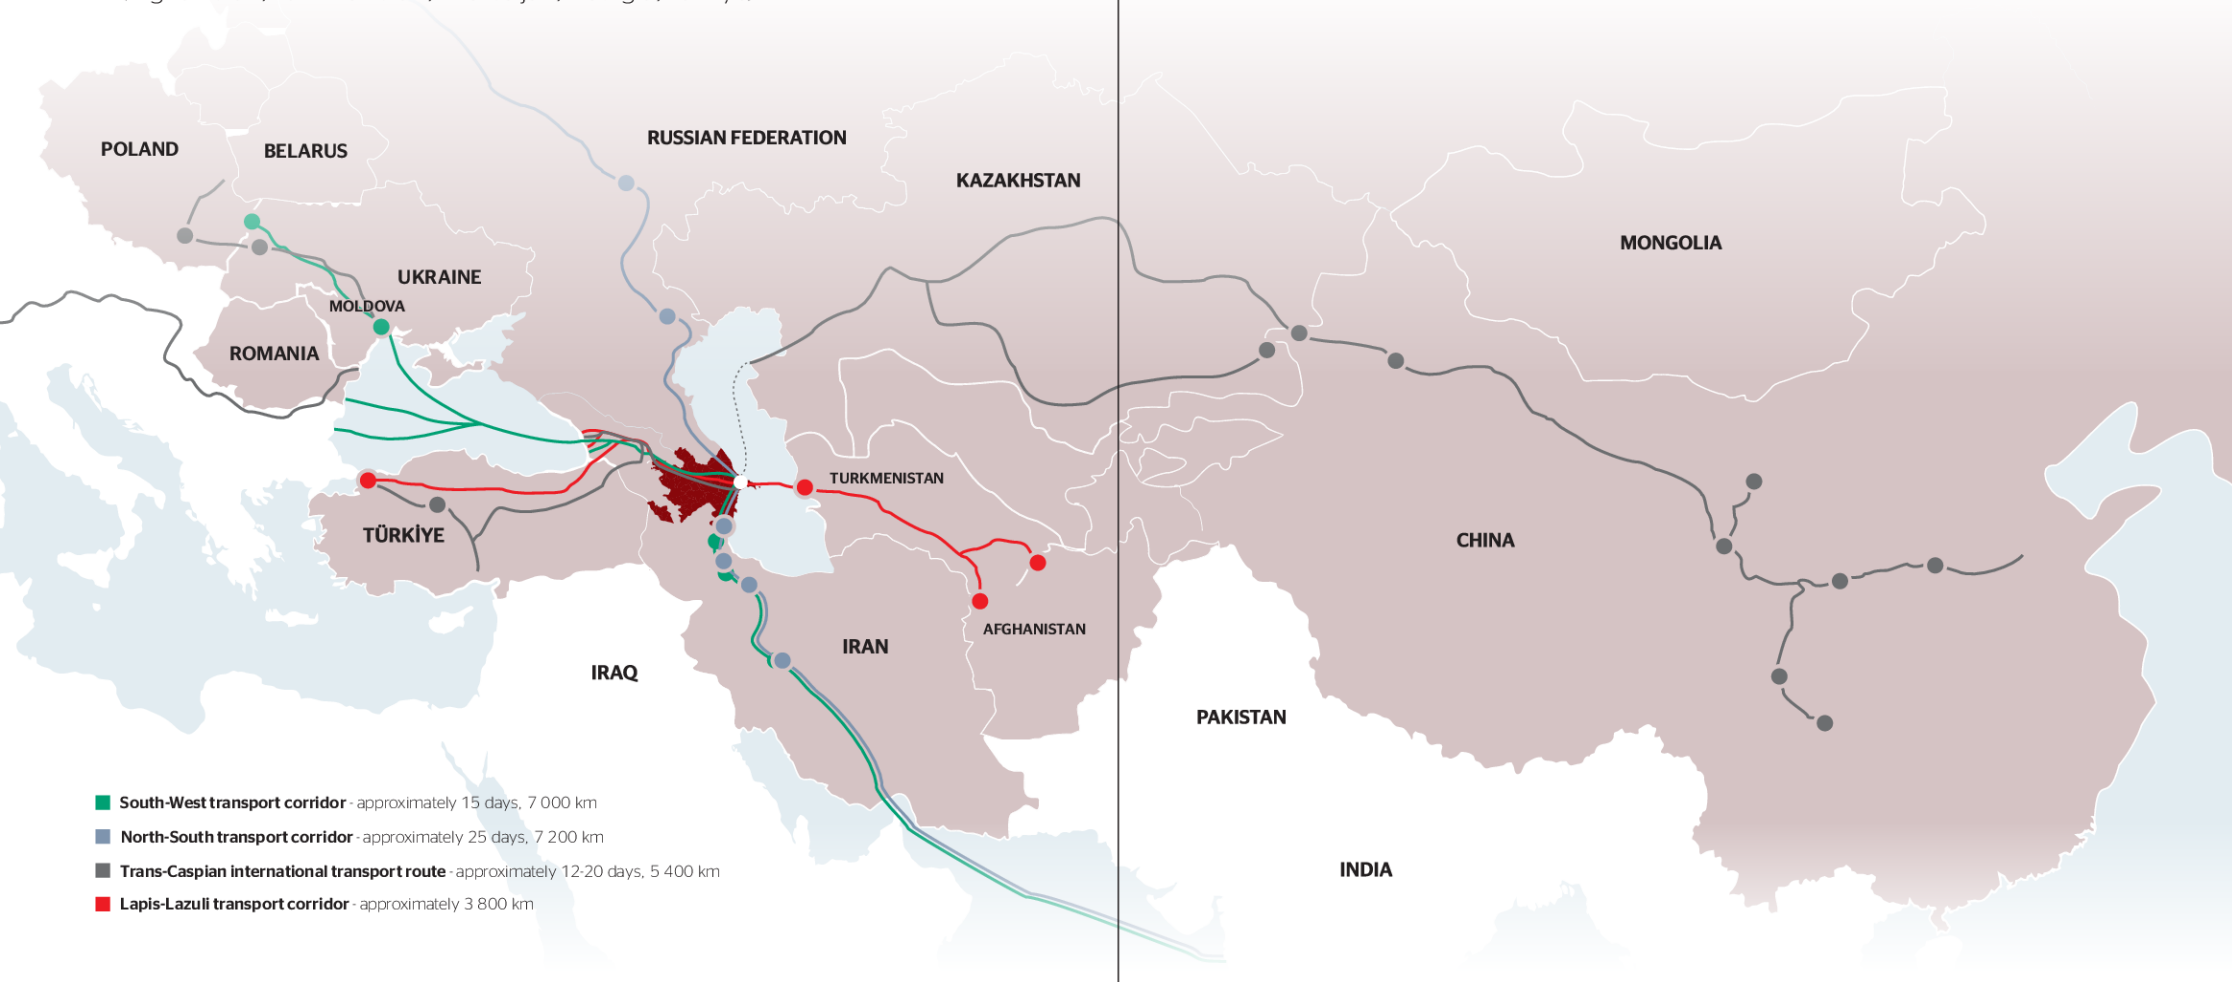 RUSSIAN FEDERATION
POLAND
BELARUS
KAZAKHSTAN
MONGOLIA
UKRAINE
MOLDOVA
ROMANIA
TURKMENISTAN
TÜRKİYE
CHINA
AFGHANISTAN
IRAN
IRAQ
PAKISTAN
INDIA
South-West transport corridor - approximately 15 days, 7 000 km
North-South transport corridor - approximately 25 days, 7 200 km
Trans-Caspian international transport route - approximately 12-20 days, 5 400 km
Lapis-Lazuli transport corridor - approximately 3 800 km